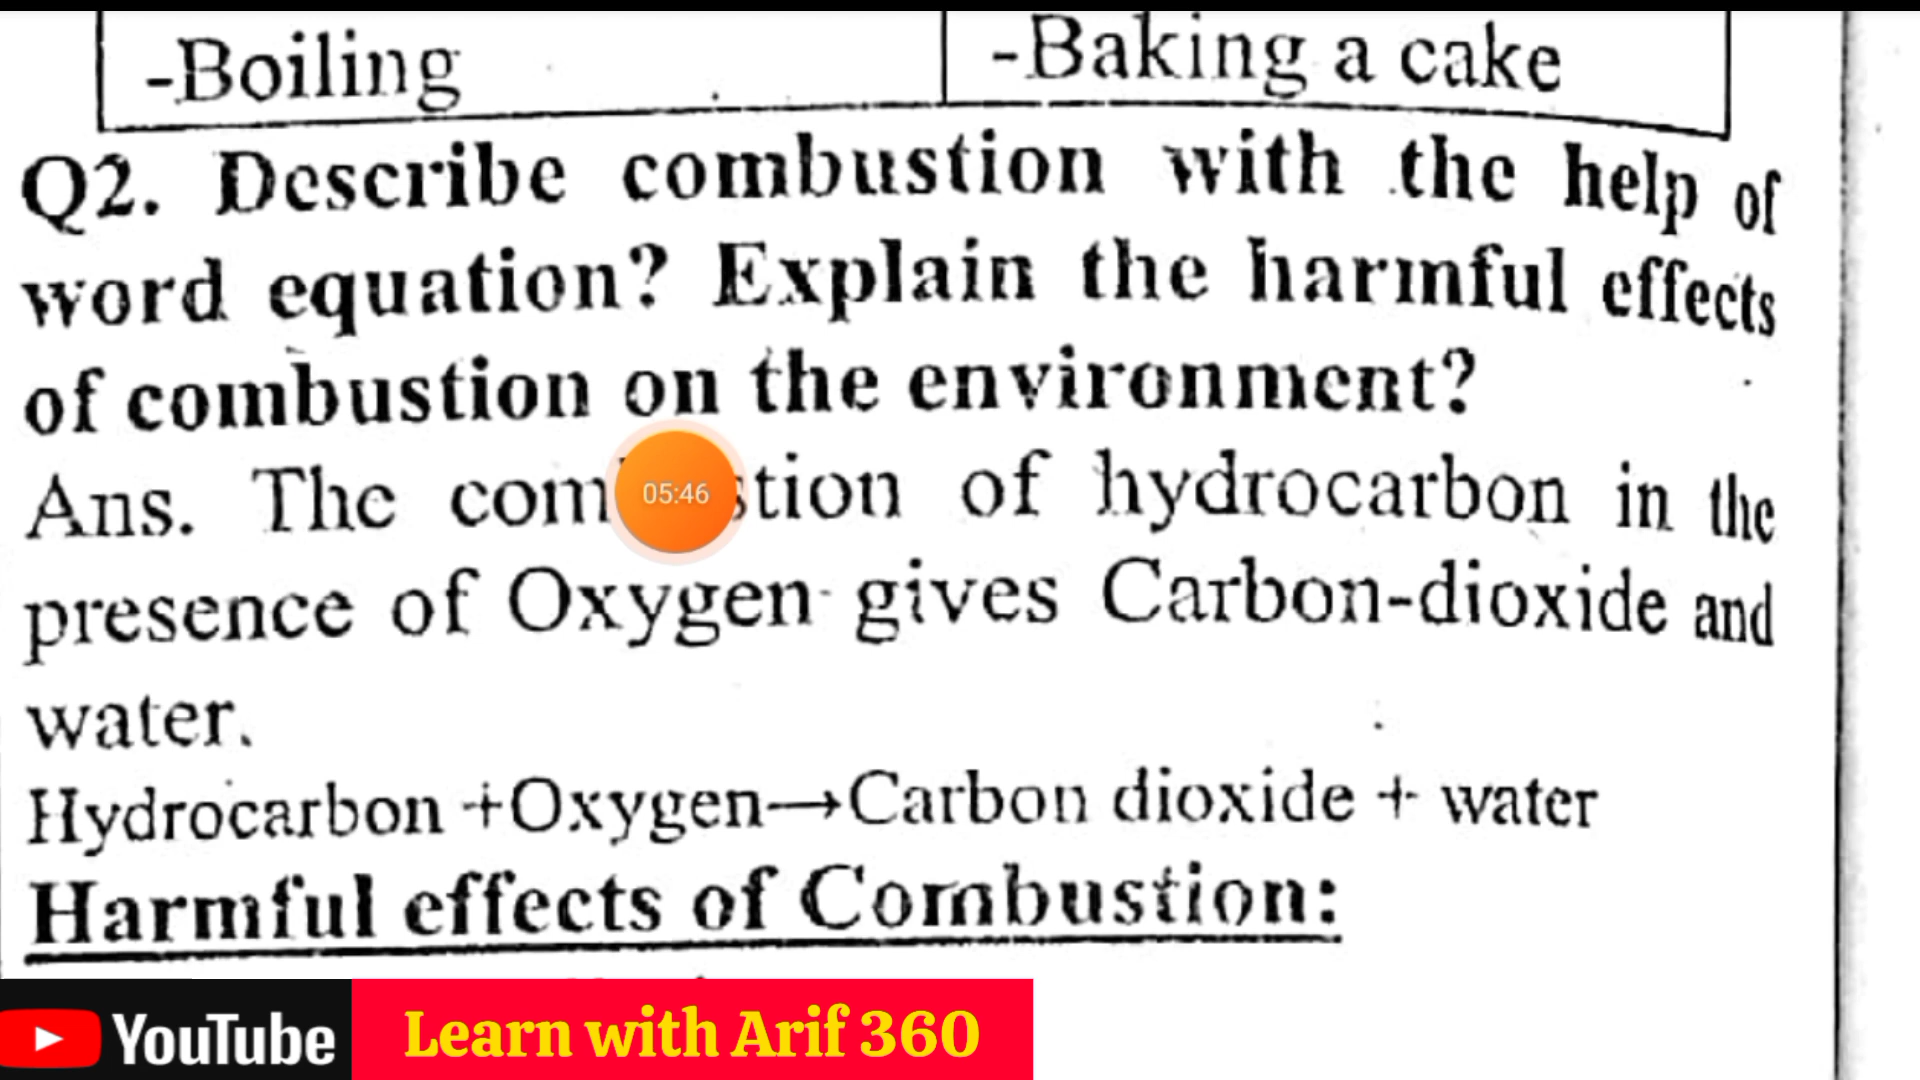 -Boiling
-Baking a cake
Q2. Describe combustion with the help of
word equation? Explain the harmful effects
of combustion on the environment?
Ans. The com stion of hydrocarbon in the
05:46
presence of Oxygen gives Carbon-dioxide and
water.
Hydrocarbon +Oxygen→Carbon dioxide + water
Harmful effects of Combustion:
YouTube
Learn with Arif 360